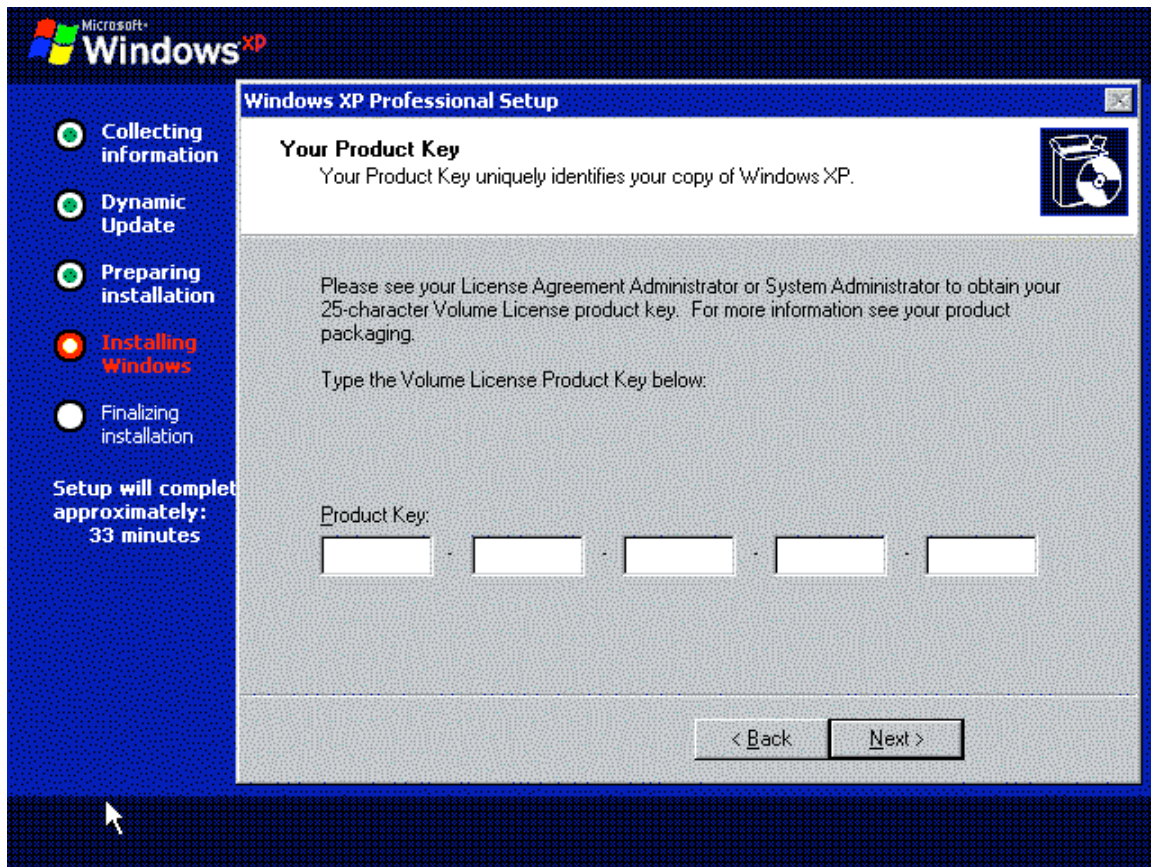 Microsoft®
Windows XP
Windows XP Professional Setup
Collecting
information
Dynamic
Update
Preparing
installation
Installing
Windows
Finalizing
installation
Setup will complet
approximately:
33 minutes
Your Product Key
Your Product Key uniquely identifies your copy of Windows XP.
Please see your License Agreement Administrator or System Administrator to obtain your
25-character Volume License product key. For more information see your product
packaging.
Type the Volume License Product Key below:
Product Key:
- - - -
< Back Next >